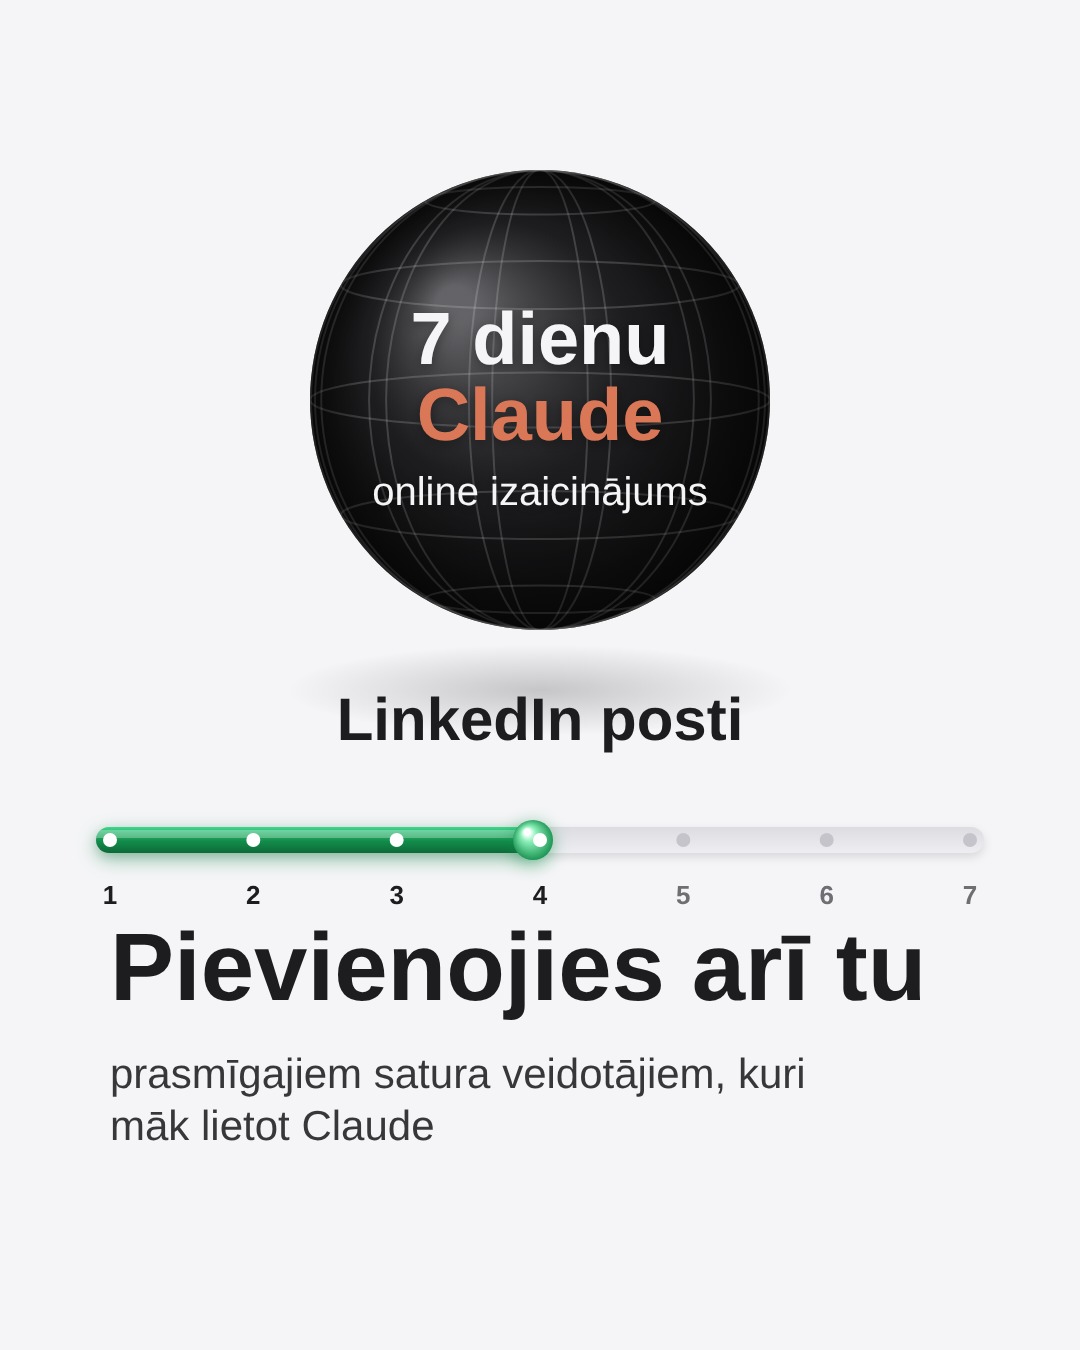 7 dienu
Claude
online izaicinājums
LinkedIn posti
1 2 3 4 5 6 7
Pievienojies arī tu
prasmīgajiem satura veidotājiem, kuri
māk lietot Claude